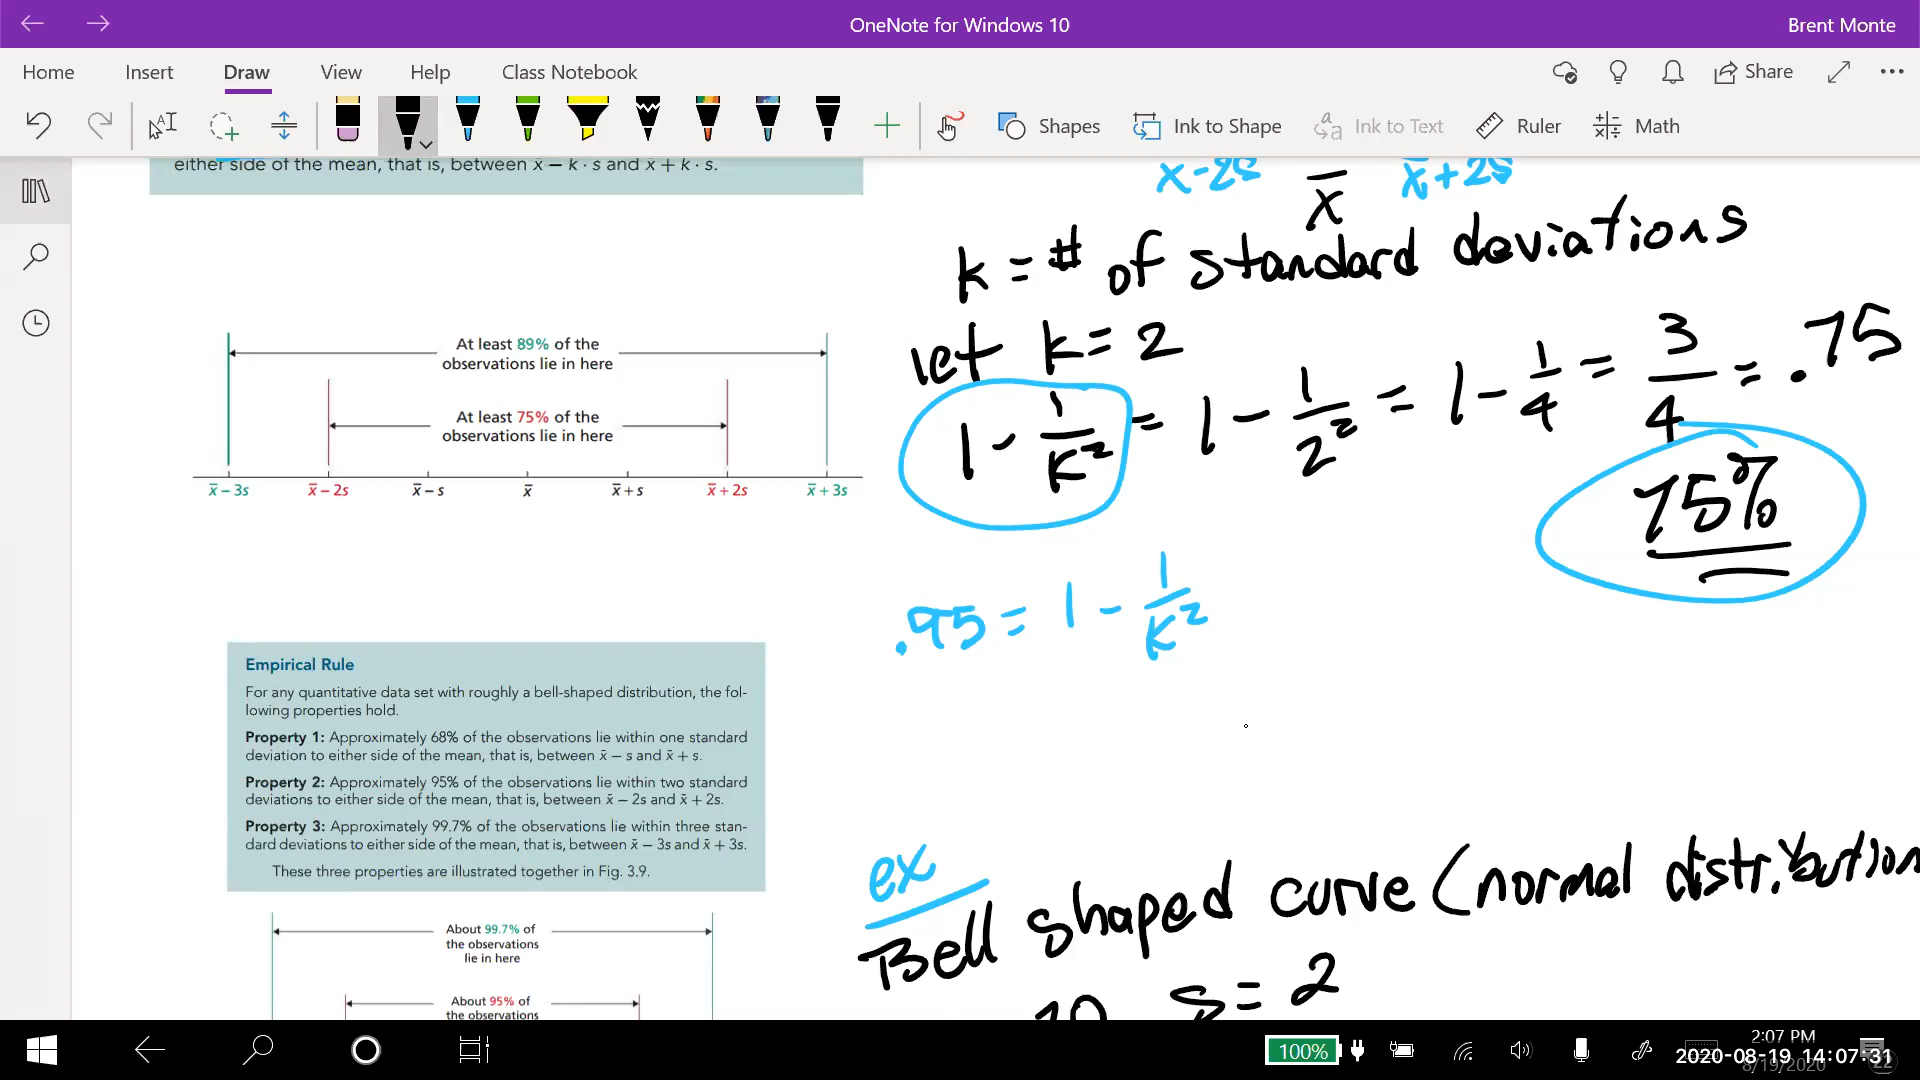 OneNote for Windows 10
Brent Monte
Home Insert Draw View Help Class Notebook
Share
Shapes Ink to Shape Ink to Text Ruler Math
either side of the mean, that is, between x̄ − k · s and x̄ + k · s.
x̄-2s x̄ x̄+2s
k = # of standard deviations
let k = 2
1 - 1/k² = 1 - 1/2² = 1 - 1/4 = 3/4 = .75
75%
At least 89% of the
observations lie in here
At least 75% of the
observations lie in here
x̄ − 3s x̄ − 2s x̄ − s x̄ x̄ + s x̄ + 2s x̄ + 3s
.95 = 1 - 1/k²
Empirical Rule
For any quantitative data set with roughly a bell-shaped distribution, the fol-
lowing properties hold.
Property 1: Approximately 68% of the observations lie within one standard
deviation to either side of the mean, that is, between x̄ − s and x̄ + s.
Property 2: Approximately 95% of the observations lie within two standard
deviations to either side of the mean, that is, between x̄ − 2s and x̄ + 2s.
Property 3: Approximately 99.7% of the observations lie within three stan-
dard deviations to either side of the mean, that is, between x̄ − 3s and x̄ + 3s.
These three properties are illustrated together in Fig. 3.9.
About 99.7% of
the observations
lie in here
About 95% of
the observations
ex
Bell shaped curve (normal distribution
s = 2
100%
2:07 PM
2020-08-19 14:07:31
8/19/2020
22